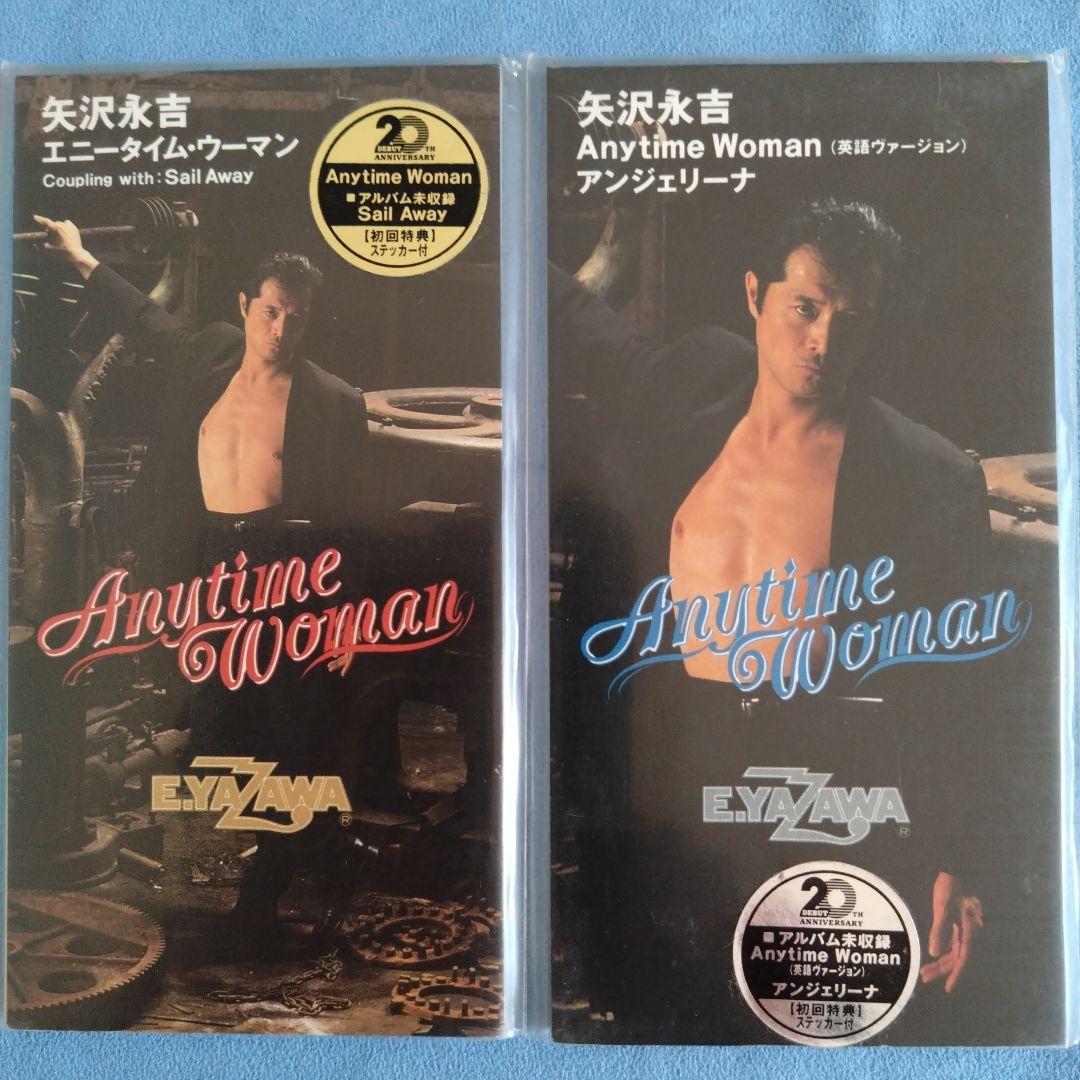 矢沢永吉
エニータイム・ウーマン
Coupling with: Sail Away
20TH
DEBUT
ANNIVERSARY
Anytime Woman
■アルバム未収録
Sail Away
【初回特典】
ステッカー付
Anytime
Woman
E.YAZAWA®
矢沢永吉
Anytime Woman (英語ヴァージョン)
アンジェリーナ
Anytime
Woman
E.YAZAWA®
20TH
DEBUT
ANNIVERSARY
■アルバム未収録
Anytime Woman
(英語ヴァージョン)
アンジェリーナ
【初回特典】
ステッカー付